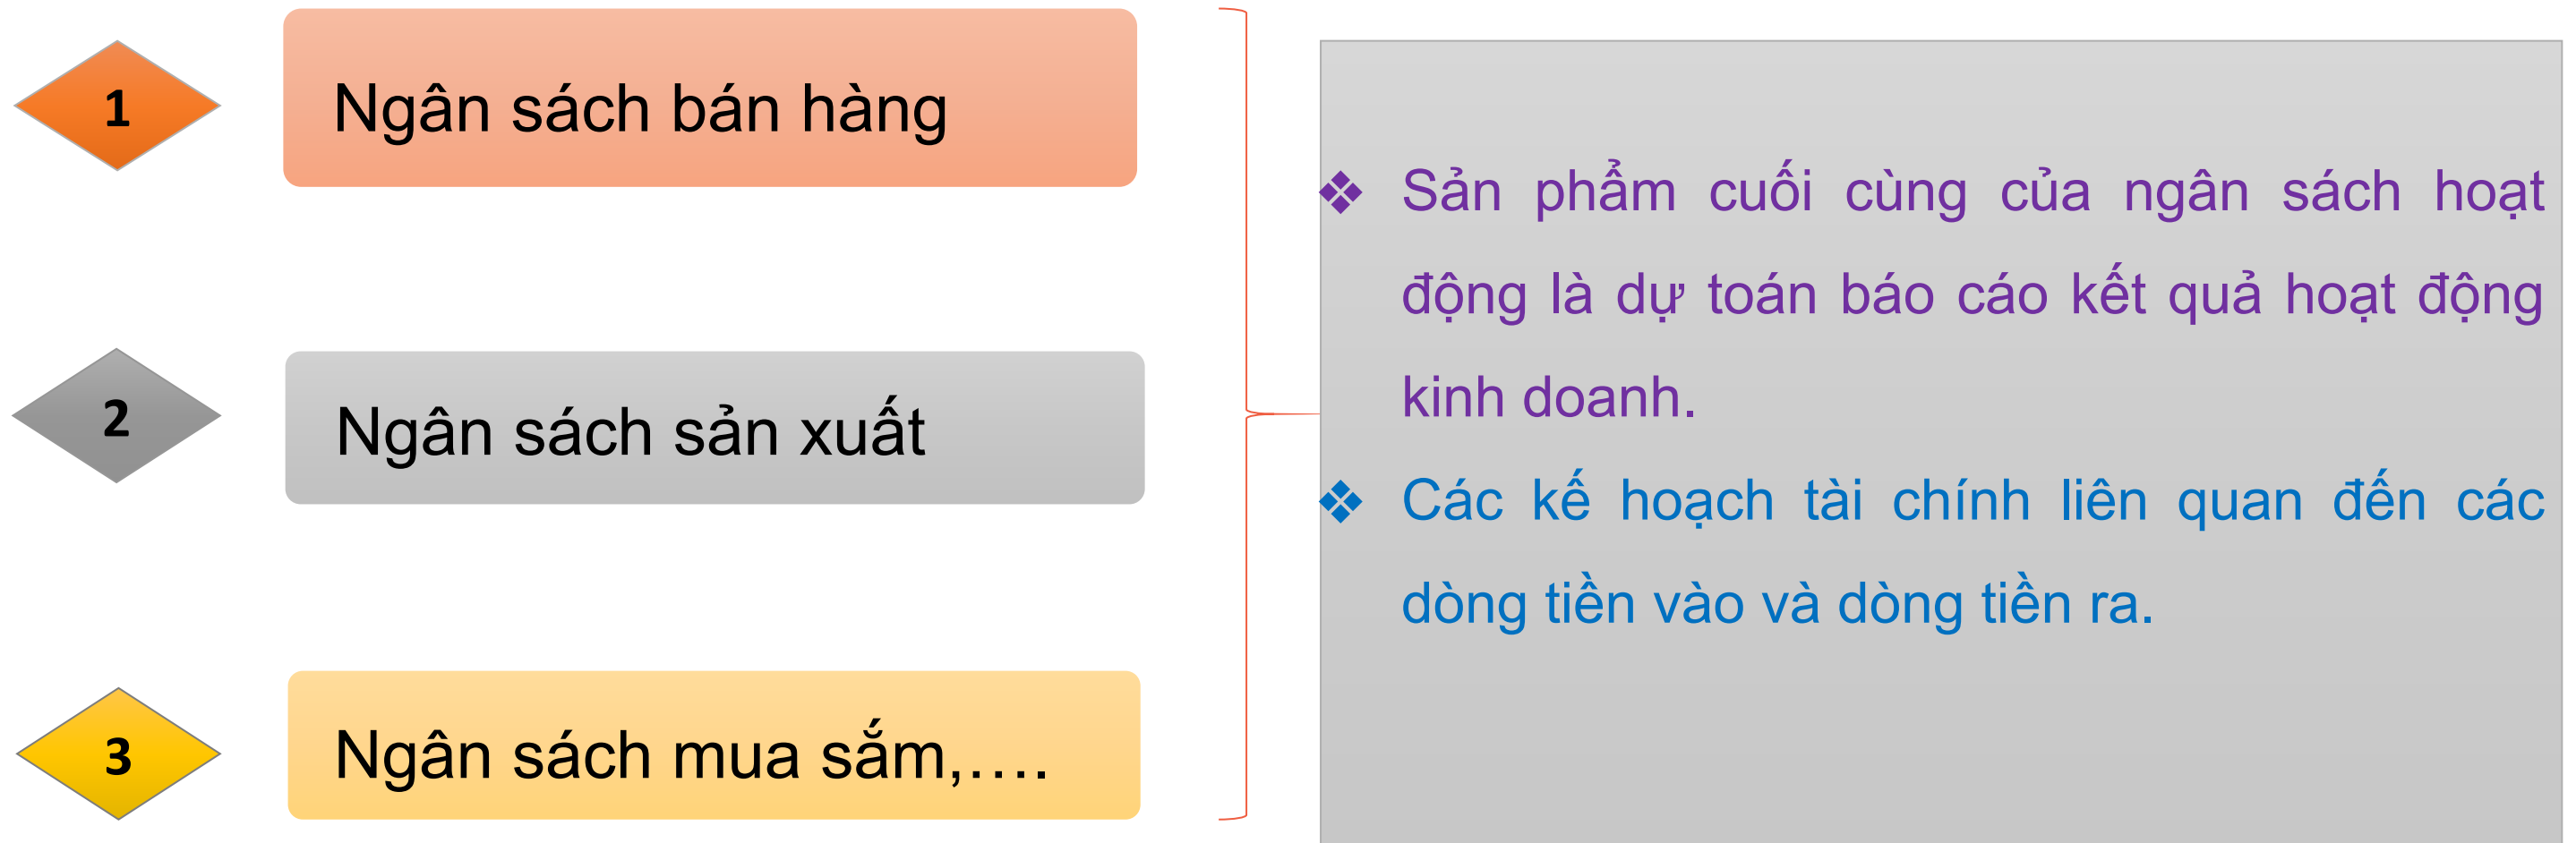 1
Ngân sách bán hàng
2
Ngân sách sản xuất
3
Ngân sách mua sắm,….
❖ Sản phẩm cuối cùng của ngân sách hoạt
động là dự toán báo cáo kết quả hoạt động
kinh doanh.
❖ Các kế hoạch tài chính liên quan đến các
dòng tiền vào và dòng tiền ra.